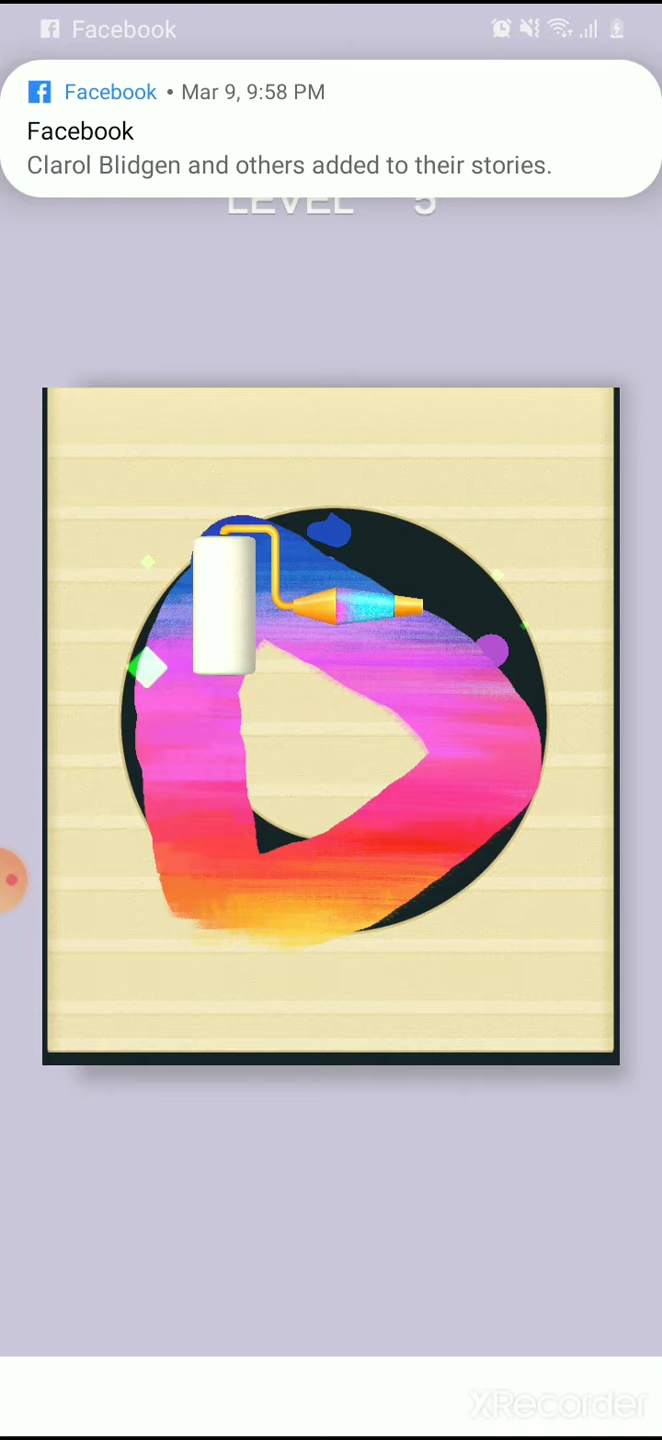 Facebook
Facebook • Mar 9, 9:58 PM
Facebook
Clarol Blidgen and others added to their stories.
LEVEL 5
XRecorder